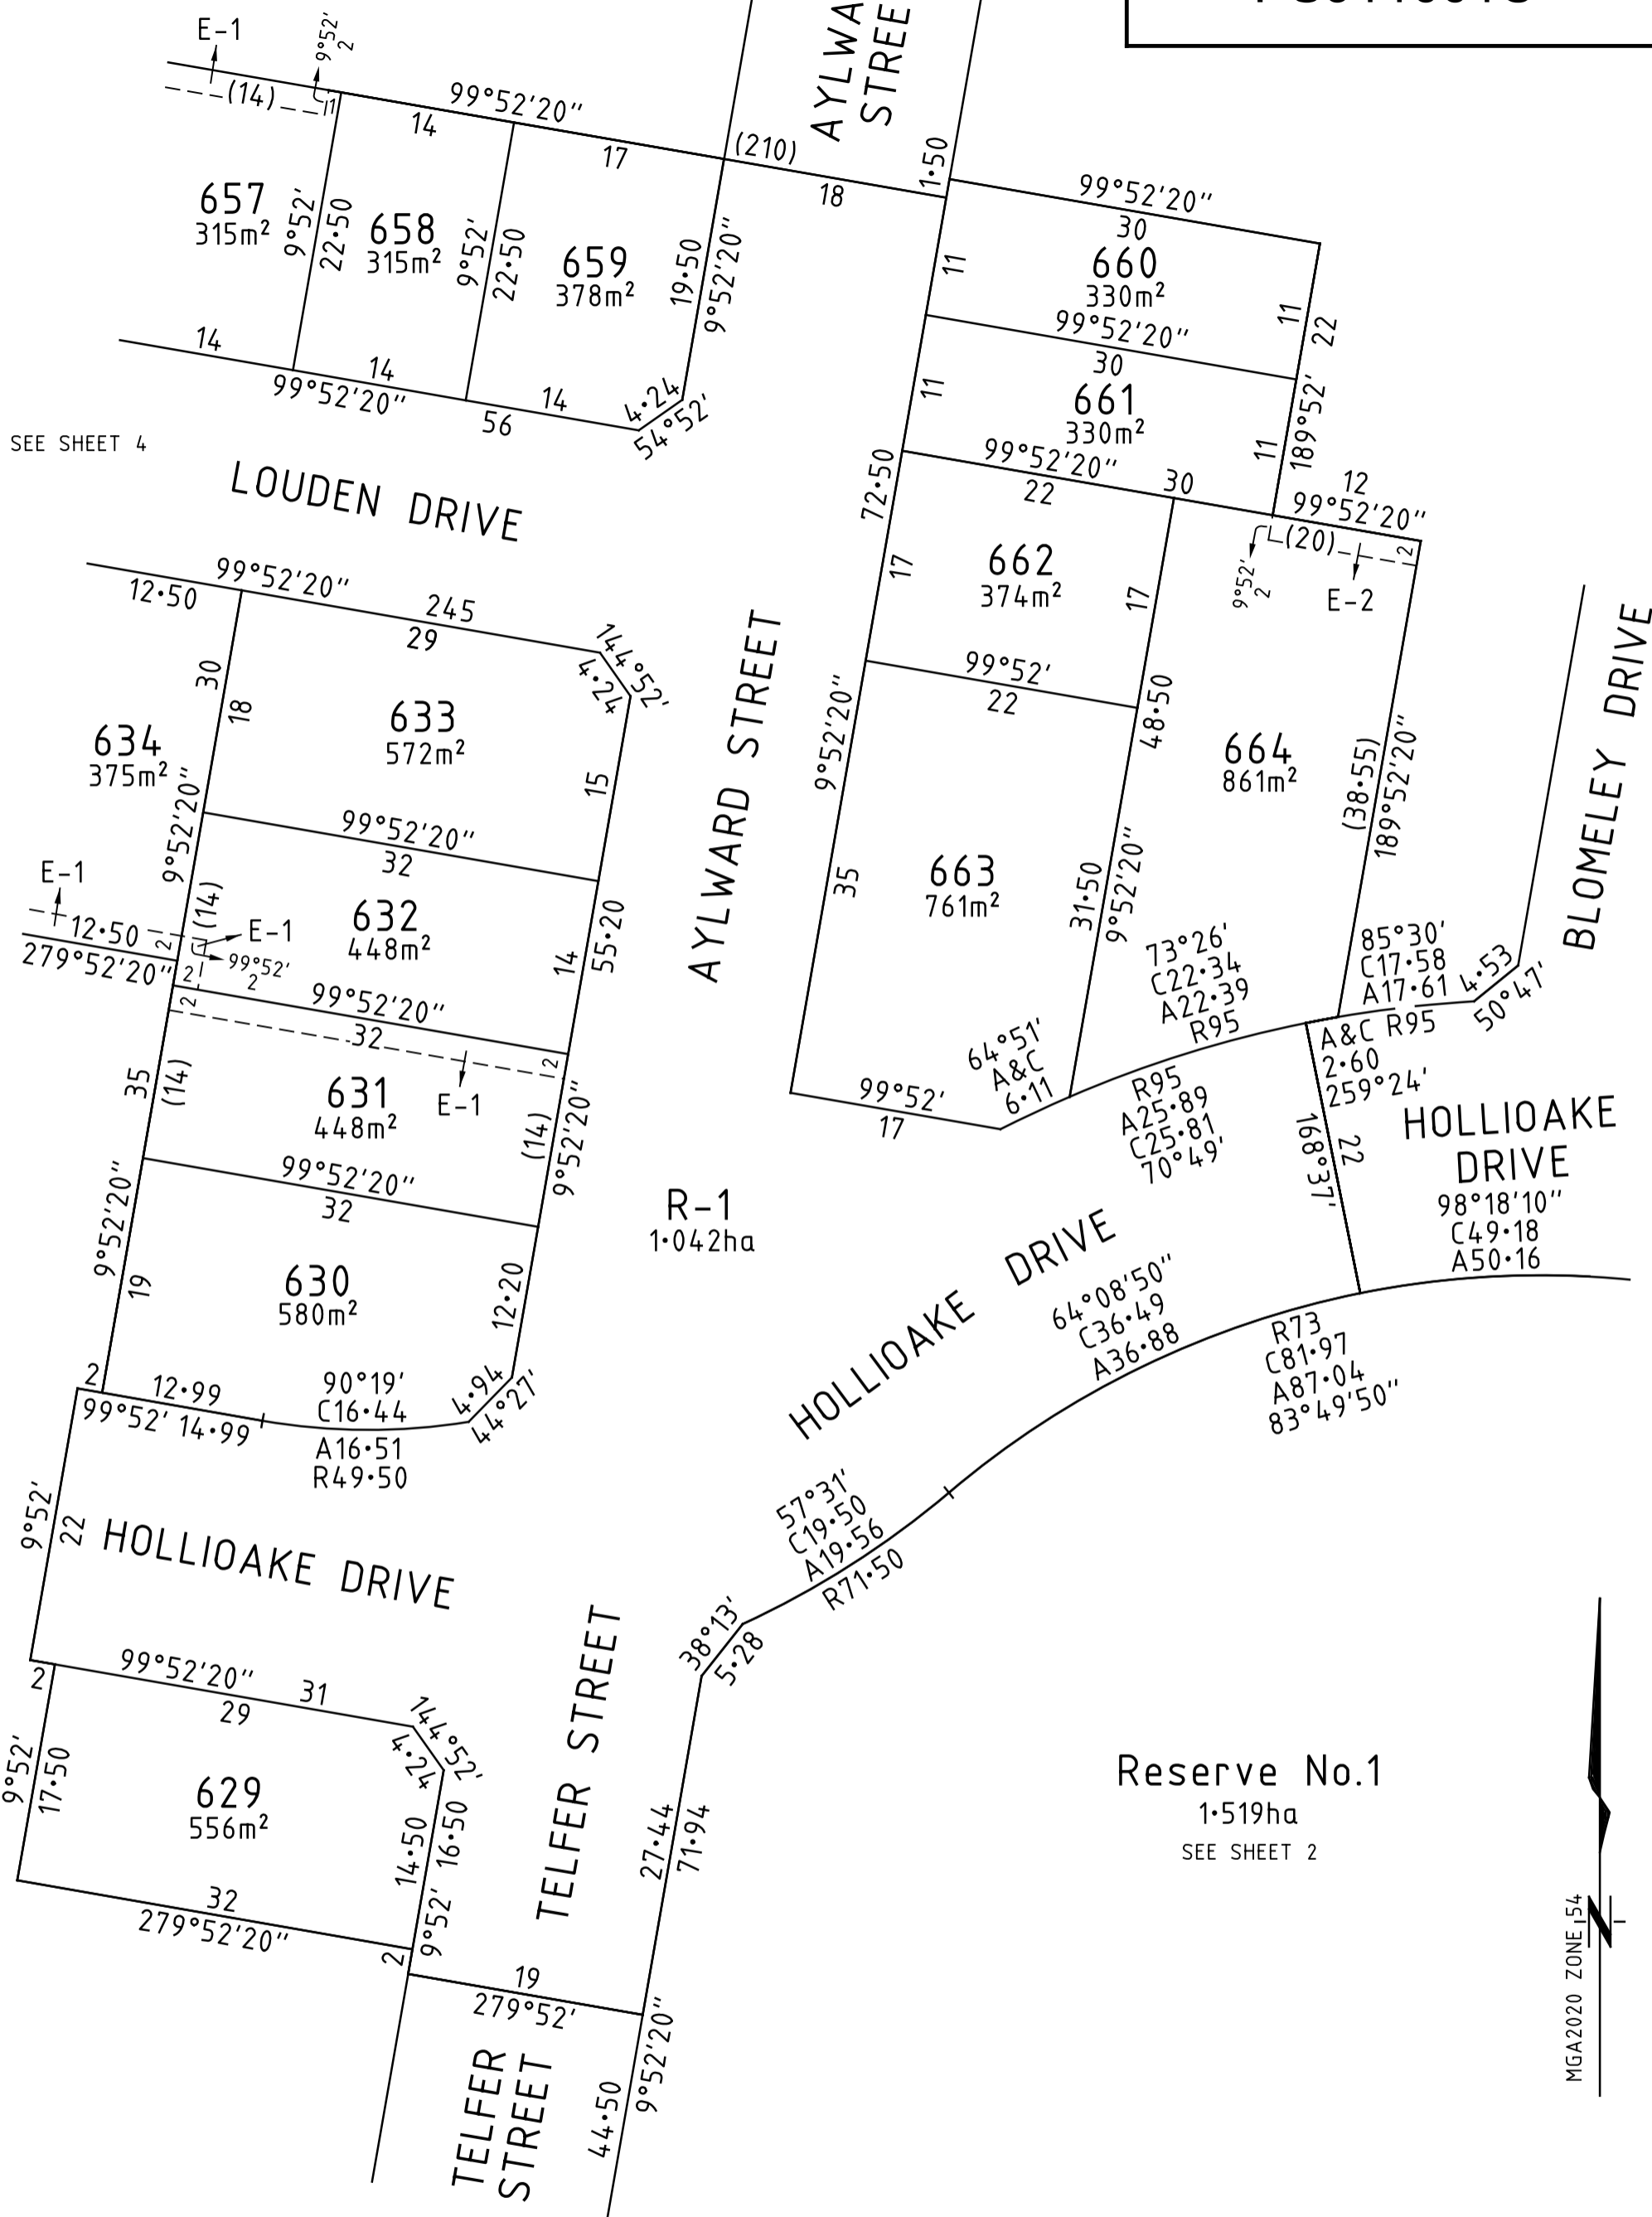 E-1
9°52'
2
(14)
1
99°52'20"
14
17
(210)
18
AYLWA
STREE
1·50
657
315m²
9°52'
22·50
658
315m²
9°52'
22·50
659
378m²
19·50
9°52'20"
14
14
99°52'20"
56
14
4·24
54°52'
SEE SHEET 4
LOUDEN DRIVE
99°52'20"
30
660
330m²
11
11
22
99°52'20"
30
661
330m²
11
11
189°52'
72·50
99°52'20"
22
30
12
99°52'20"
(20)
2
9°52'
2
E-2
662
374m²
17
17
99°52'
22
48·50
9°52'20"
663
761m²
35
31·50
9°52'20"
664
861m²
(38·55)
189°52'20"
BLOMELEY DRIVE
12·50
99°52'20"
245
29
144°52'
4·24
30
18
633
572m²
15
634
375m²
9°52'20"
99°52'20"
32
AYLWARD STREET
E-1
12·50
279°52'20"
2
(14)
E-1
99°52'
2
2
632
448m²
14
55·20
99°52'20"
32
2
2
35
(14)
631
448m²
E-1
(14)
9°52'20"
99°52'20"
32
9°52'20"
19
630
580m²
12·20
2
12·99
99°52' 14·99
90°19'
C16·44
A16·51
R49·50
4·94
44°27'
R-1
1·042ha
99°52'
17
64°51'
A&C
6·11
73°26'
C22·34
A22·39
R95
85°30'
C17·58
A17·61
4·53
50°47'
R95
A25·89
C25·81
70°49'
A&C R95
2·60
259°24'
168°37'
22
HOLLIOAKE
DRIVE
98°18'10"
C49·18
A50·16
HOLLIOAKE DRIVE
64°08'50"
C36·49
A36·88
R73
C81·97
A87·04
83°49'50"
57°31'
C19·50
A19·56
R71·50
38°13'
5·28
9°52'
22
HOLLIOAKE DRIVE
2
99°52'20"
31
29
144°52'
4·24
9°52'
17·50
629
556m²
14·50
16·50
9°52'
32
279°52'20"
2
TELFER STREET
27·44
71·94
19
279°52'
9°52'20"
44·50
TELFER
STREET
Reserve No.1
1·519ha
SEE SHEET 2
MGA2020 ZONE 54
N